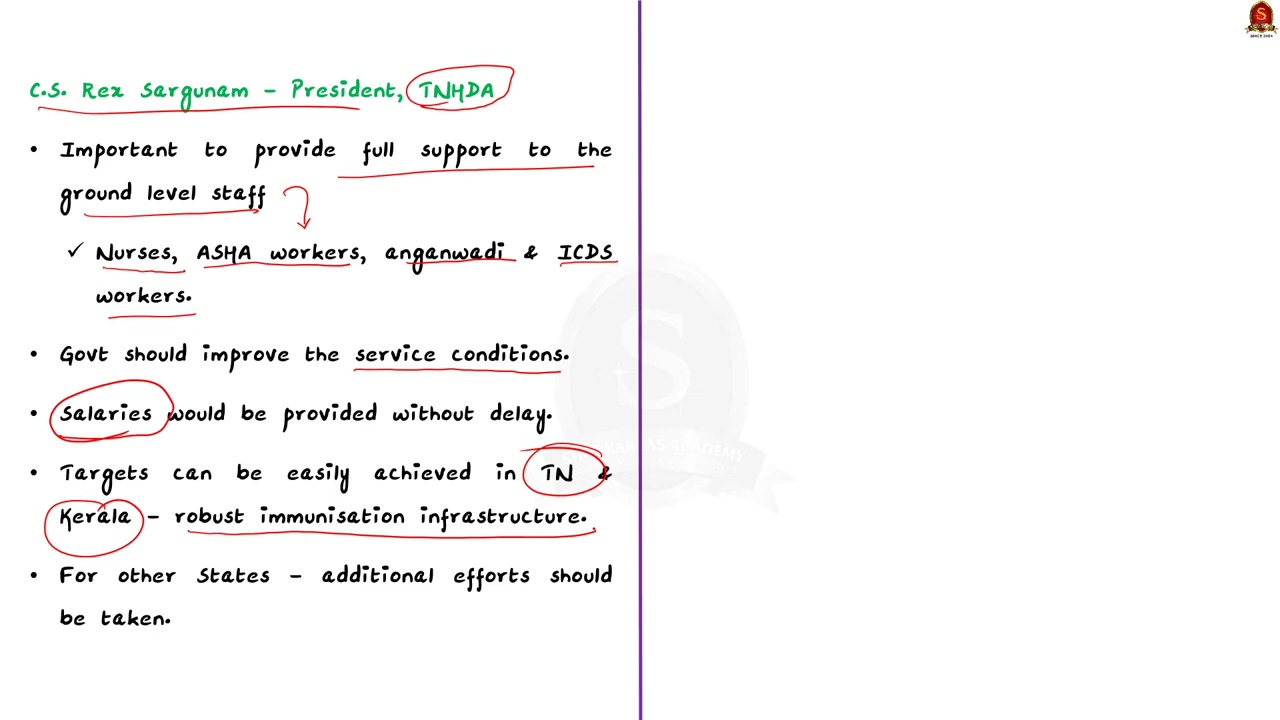 C.S. Rex Sargunam – President, TNHDA
• Important to provide full support to the
ground level staff
✓ Nurses, ASHA workers, anganwadi & ICDS
workers.
• Govt should improve the service conditions.
• Salaries would be provided without delay.
• Targets can be easily achieved in TN &
Kerala – robust immunisation infrastructure.
• For other States – additional efforts should
be taken.
S
SINCE 2004